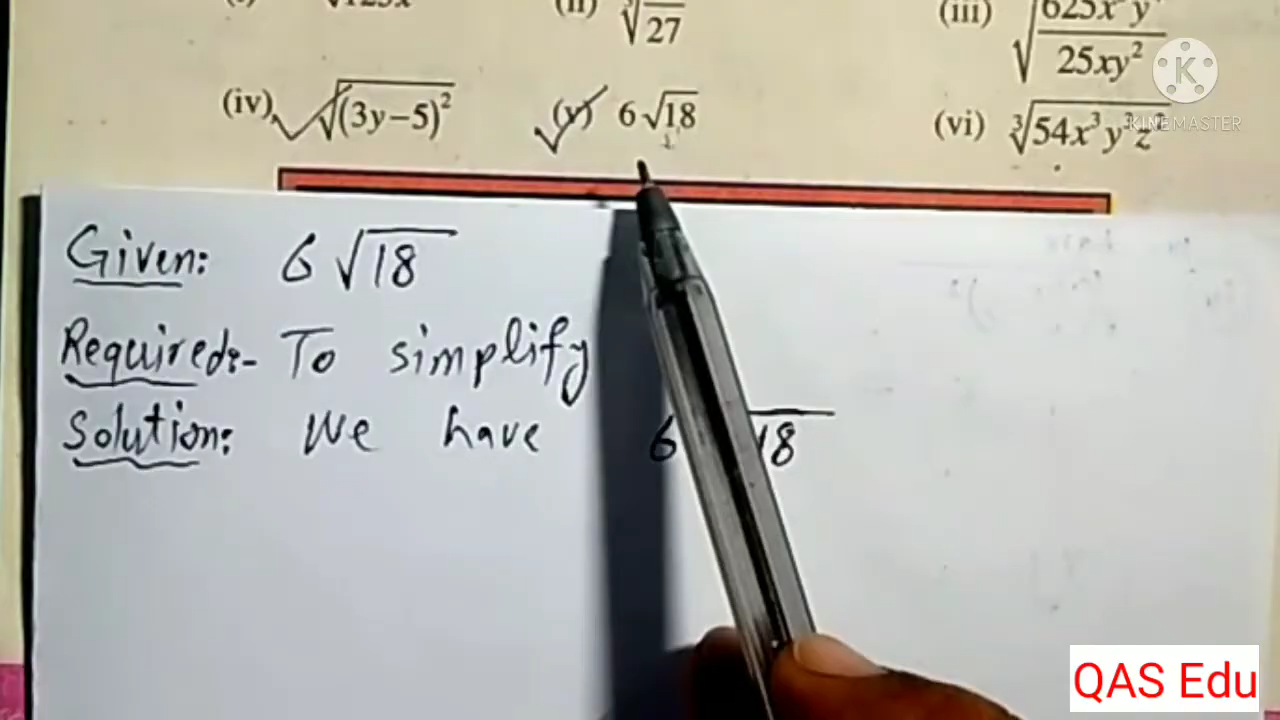 (ii) ∛ 27
(iii) √625x y / 25xy²
(iv) √(3y−5)² (v) 6√18 (vi) ∛54x³y³z²
KINEMASTER
Given: 6√18
Required:- To simplify
Solution: We have 6 18
QAS Edu